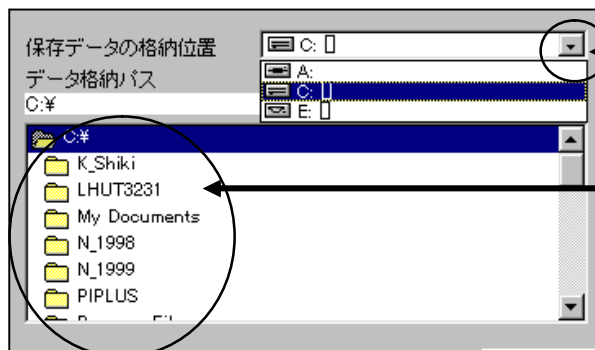 保存データの格納位置
C: []
データ格納パス
A:
C: []
E: []
C:¥
C:¥
K_Shiki
LHUT3231
My Documents
N_1998
N_1999
PIPLUS